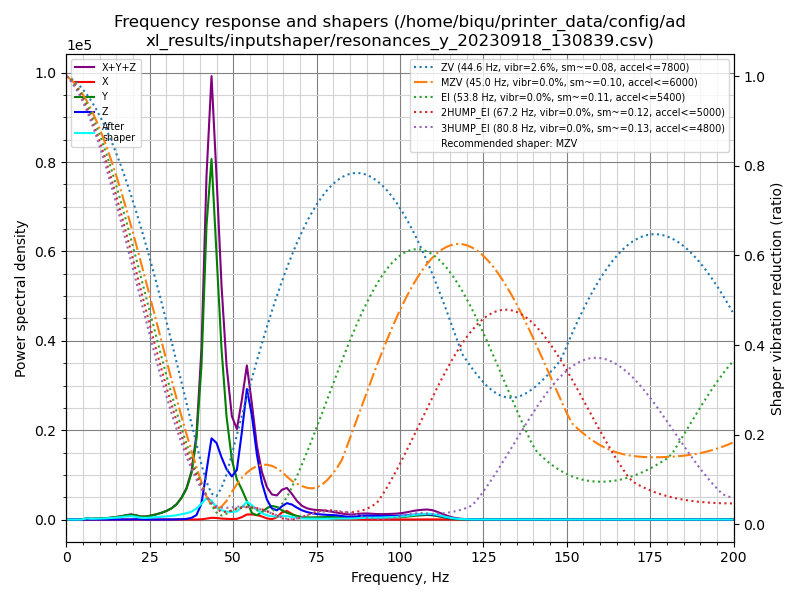 Frequency response and shapers (/home/biqu/printer_data/config/ad
xl_results/inputshaper/resonances_y_20230918_130839.csv)
1e5
X+Y+Z
X
Y
Z
After
shaper
ZV (44.6 Hz, vibr=2.6%, sm~=0.08, accel<=7800)
MZV (45.0 Hz, vibr=0.0%, sm~=0.10, accel<=6000)
EI (53.8 Hz, vibr=0.0%, sm~=0.11, accel<=5400)
2HUMP_EI (67.2 Hz, vibr=0.0%, sm~=0.12, accel<=5000)
3HUMP_EI (80.8 Hz, vibr=0.0%, sm~=0.13, accel<=4800)
Recommended shaper: MZV
Power spectral density
1.0
0.8
0.6
0.4
0.2
0.0
1.0
0.8
0.6
0.4
0.2
0.0
Shaper vibration reduction (ratio)
0 25 50 75 100 125 150 175 200
Frequency, Hz